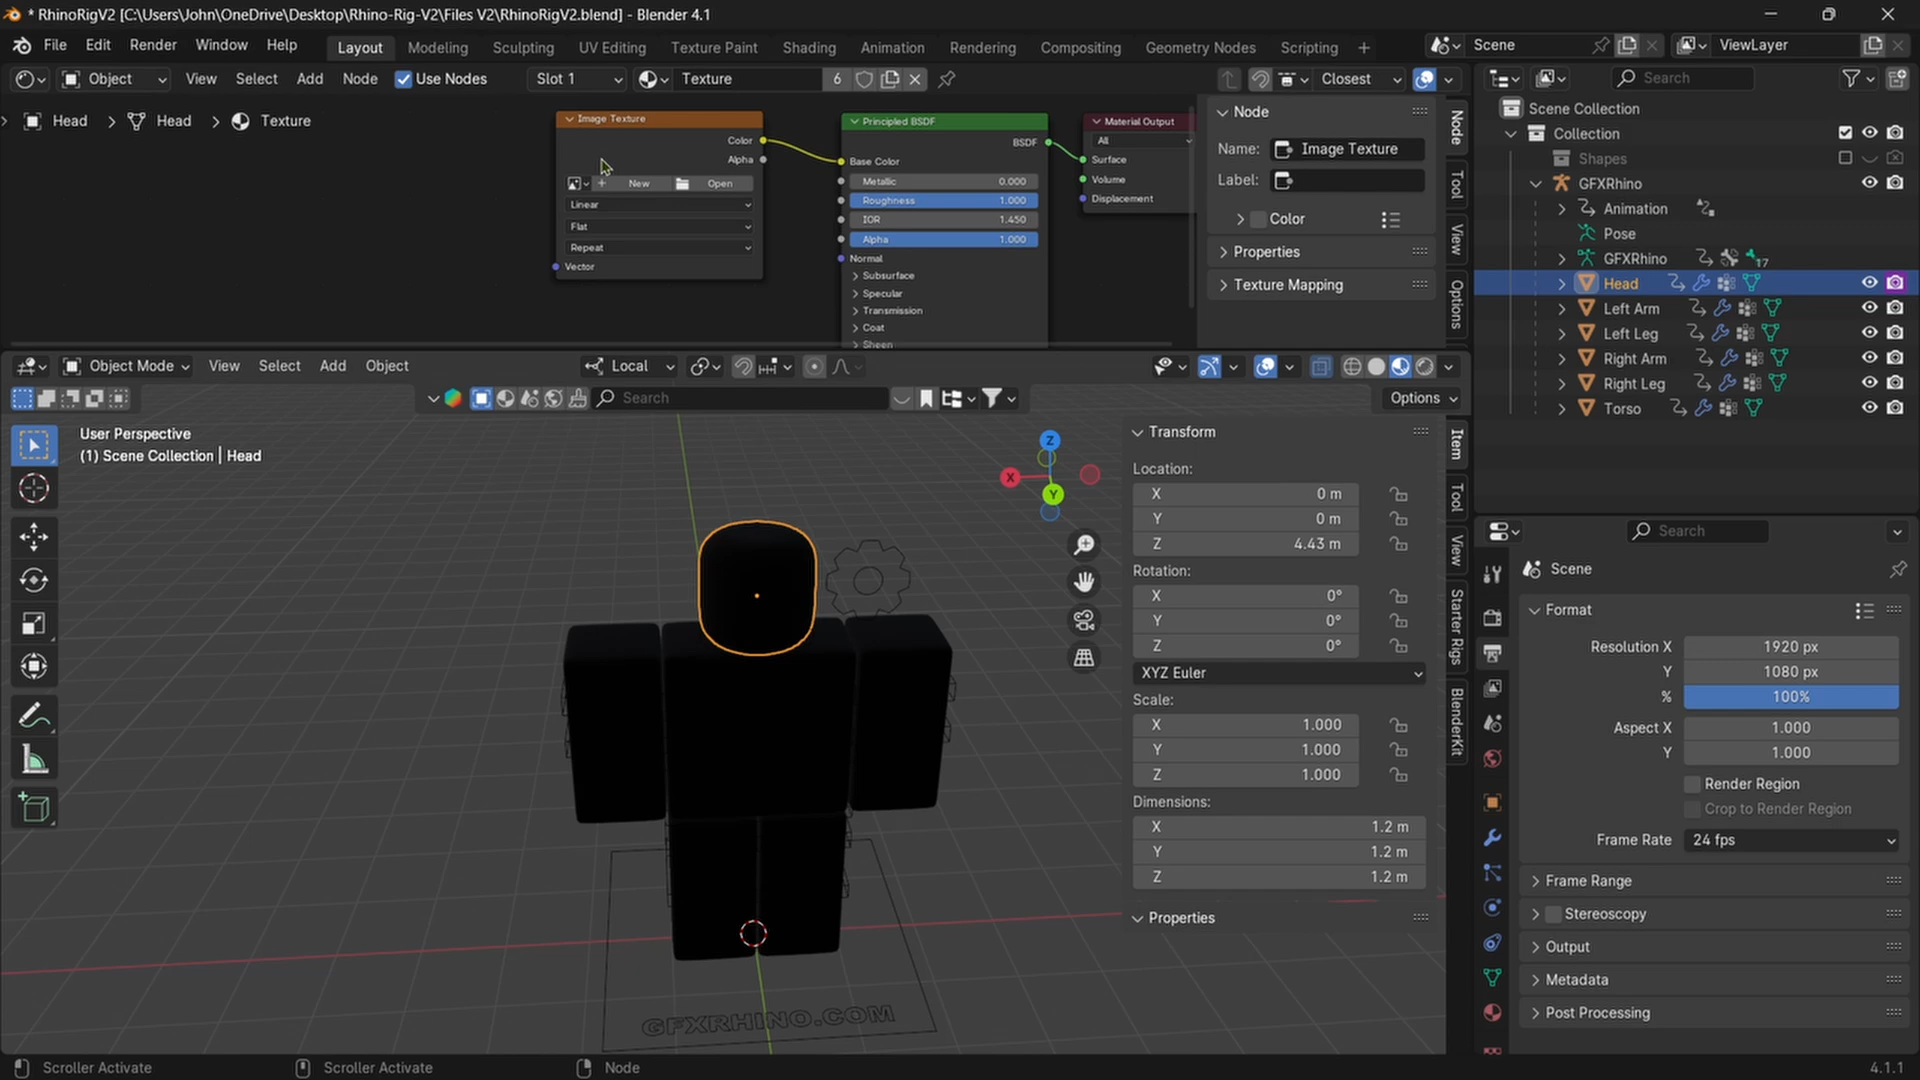 * RhinoRigV2 [C:\Users\John\OneDrive\Desktop\Rhino-Rig-V2\Files V2\RhinoRigV2.blend] - Blender 4.1
File Edit Render Window Help Layout Modeling Sculpting UV Editing Texture Paint Shading Animation Rendering Compositing Geometry Nodes Scripting + Scene ViewLayer
Object View Select Add Node Use Nodes Slot 1 Texture 6 Closest
Head > Head > Texture
Image Texture
Color
Alpha
New Open
Linear
Flat
Repeat
Vector
Principled BSDF
BSDF
Base Color
Metallic 0.000
Roughness 1.000
IOR 1.450
Alpha 1.000
Normal
Subsurface
Specular
Transmission
Coat
Sheen
Material Output
All
Surface
Volume
Displacement
Node
Name: Image Texture
Label:
Color
Properties
Texture Mapping
Node
Tool
View
Options
Object Mode View Select Add Object Local
Search
Options
User Perspective
(1) Scene Collection | Head
Z
X
Y
GFXRHINO.COM
Transform
Location:
X 0 m
Y 0 m
Z 4.43 m
Rotation:
X 0°
Y 0°
Z 0°
XYZ Euler
Scale:
X 1.000
Y 1.000
Z 1.000
Dimensions:
X 1.2 m
Y 1.2 m
Z 1.2 m
Properties
Item
Tool
View
Starter Rigs
BlenderKit
Search
Scene Collection
Collection
Shapes
GFXRhino
Animation
Pose
GFXRhino 17
Head
Left Arm
Left Leg
Right Arm
Right Leg
Torso
Search
Scene
Format
Resolution X 1920 px
Y 1080 px
% 100%
Aspect X 1.000
Y 1.000
Render Region
Crop to Render Region
Frame Rate 24 fps
Frame Range
Stereoscopy
Output
Metadata
Post Processing
Scroller Activate Scroller Activate Node 4.1.1